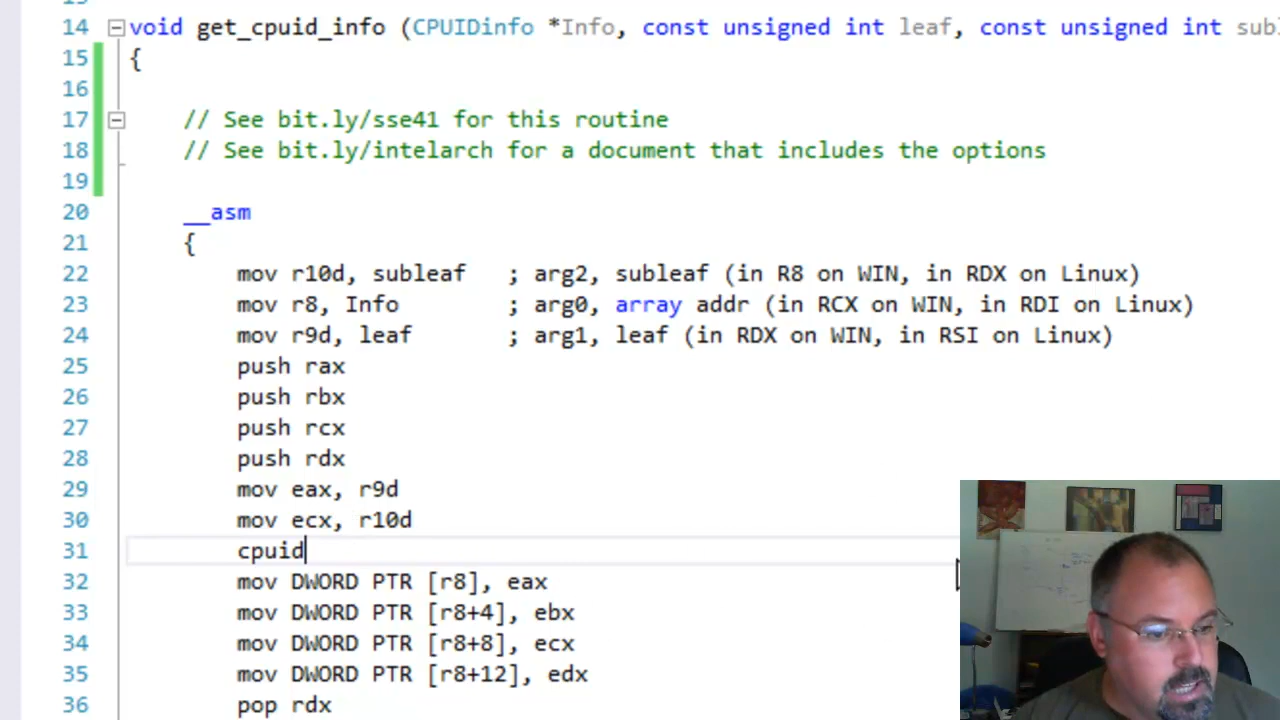 14 void get_cpuid_info (CPUIDinfo *Info, const unsigned int leaf, const unsigned int subl
15 {
16
17 // See bit.ly/sse41 for this routine
18 // See bit.ly/intelarch for a document that includes the options
19
20 __asm
21 {
22 mov r10d, subleaf ; arg2, subleaf (in R8 on WIN, in RDX on Linux)
23 mov r8, Info ; arg0, array addr (in RCX on WIN, in RDI on Linux)
24 mov r9d, leaf ; arg1, leaf (in RDX on WIN, in RSI on Linux)
25 push rax
26 push rbx
27 push rcx
28 push rdx
29 mov eax, r9d
30 mov ecx, r10d
31 cpuid
32 mov DWORD PTR [r8], eax
33 mov DWORD PTR [r8+4], ebx
34 mov DWORD PTR [r8+8], ecx
35 mov DWORD PTR [r8+12], edx
36 pop rdx